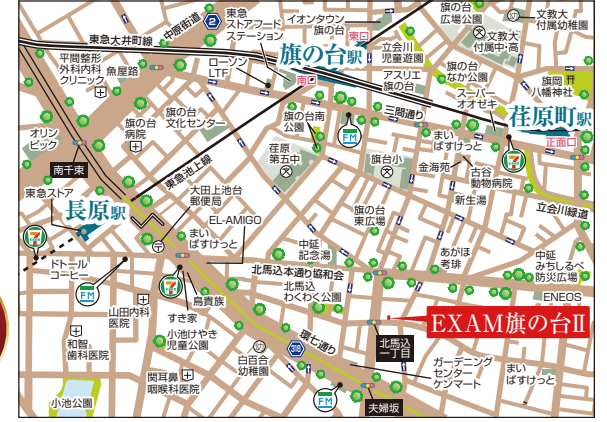 中原街道
2
東急
ストアフード
ステーション
イオンタウン
旗の台
東口
旗の台
広場公園
文教大
付属幼稚園
文教大
付属中・高
東急大井町線
旗の台駅
立会川
児童遊園
平間整形
外科内科
クリニック
魚屋路
ローソン
LTF
南口
アスリエ
旗の台
旗の台
なか公園
旗岡
八幡神社
スーパー
オオゼキ
荏原町駅
正面口
オリン
ピック
旗の台
病院
旗の台
文化センター
旗の台南
公園
三間通り
FM
まい
ばすけっと
荏原
第五中
旗台小
金海苑
古谷
動物病院
新生湯
立会川緑道
南千束
東急池上線
東急ストア
長原駅
大田上池台
郵便局
EL-AMIGO
旗の台
東広場
まい
ばすけっと
中延
記念湯
あがほ
考琲
中延
みちしるべ
防災広場
ドトール
コーヒー
FM
北馬込本通り協和会
北馬込
わくわく公園
ENEOS
鳥貴族
すき家
山田内科
医院
EXAM旗の台II
小池けやき
児童公園
環七通り
318
北馬込
一丁目
和智
歯科医院
白百合
幼稚園
ガーデニング
センター
ケンマート
まい
ばすけっと
関耳鼻
咽喉科医院
小池公園
FM
夫婦坂